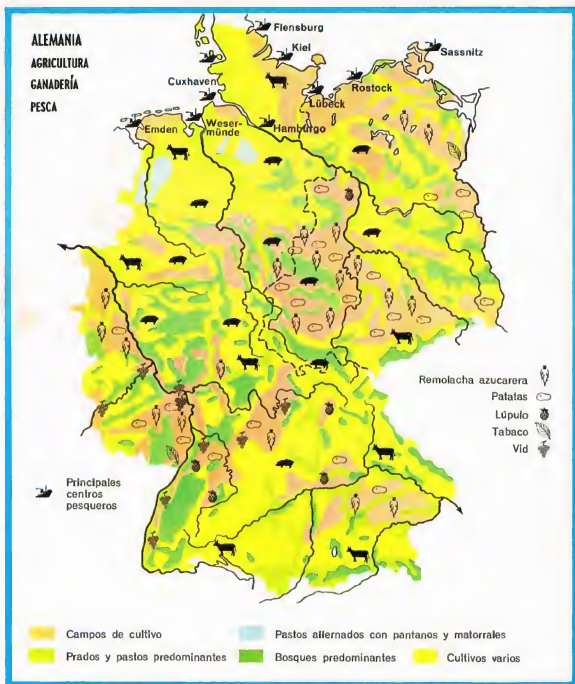 ALEMANIA
AGRICULTURA
GANADERÍA
PESCA
Flensburg
Kiel
Sassnitz
Cuxhaven
Rostock
Lübeck
Emden
Weser-
münde
Hamburgo
Remolacha azucarera
Patatas
Lúpulo
Tabaco
Vid
Principales
centros
pesqueros
Campos de cultivo
Pastos alternados con pantanos y matorrales
Prados y pastos predominantes
Bosques predominantes
Cultivos varios